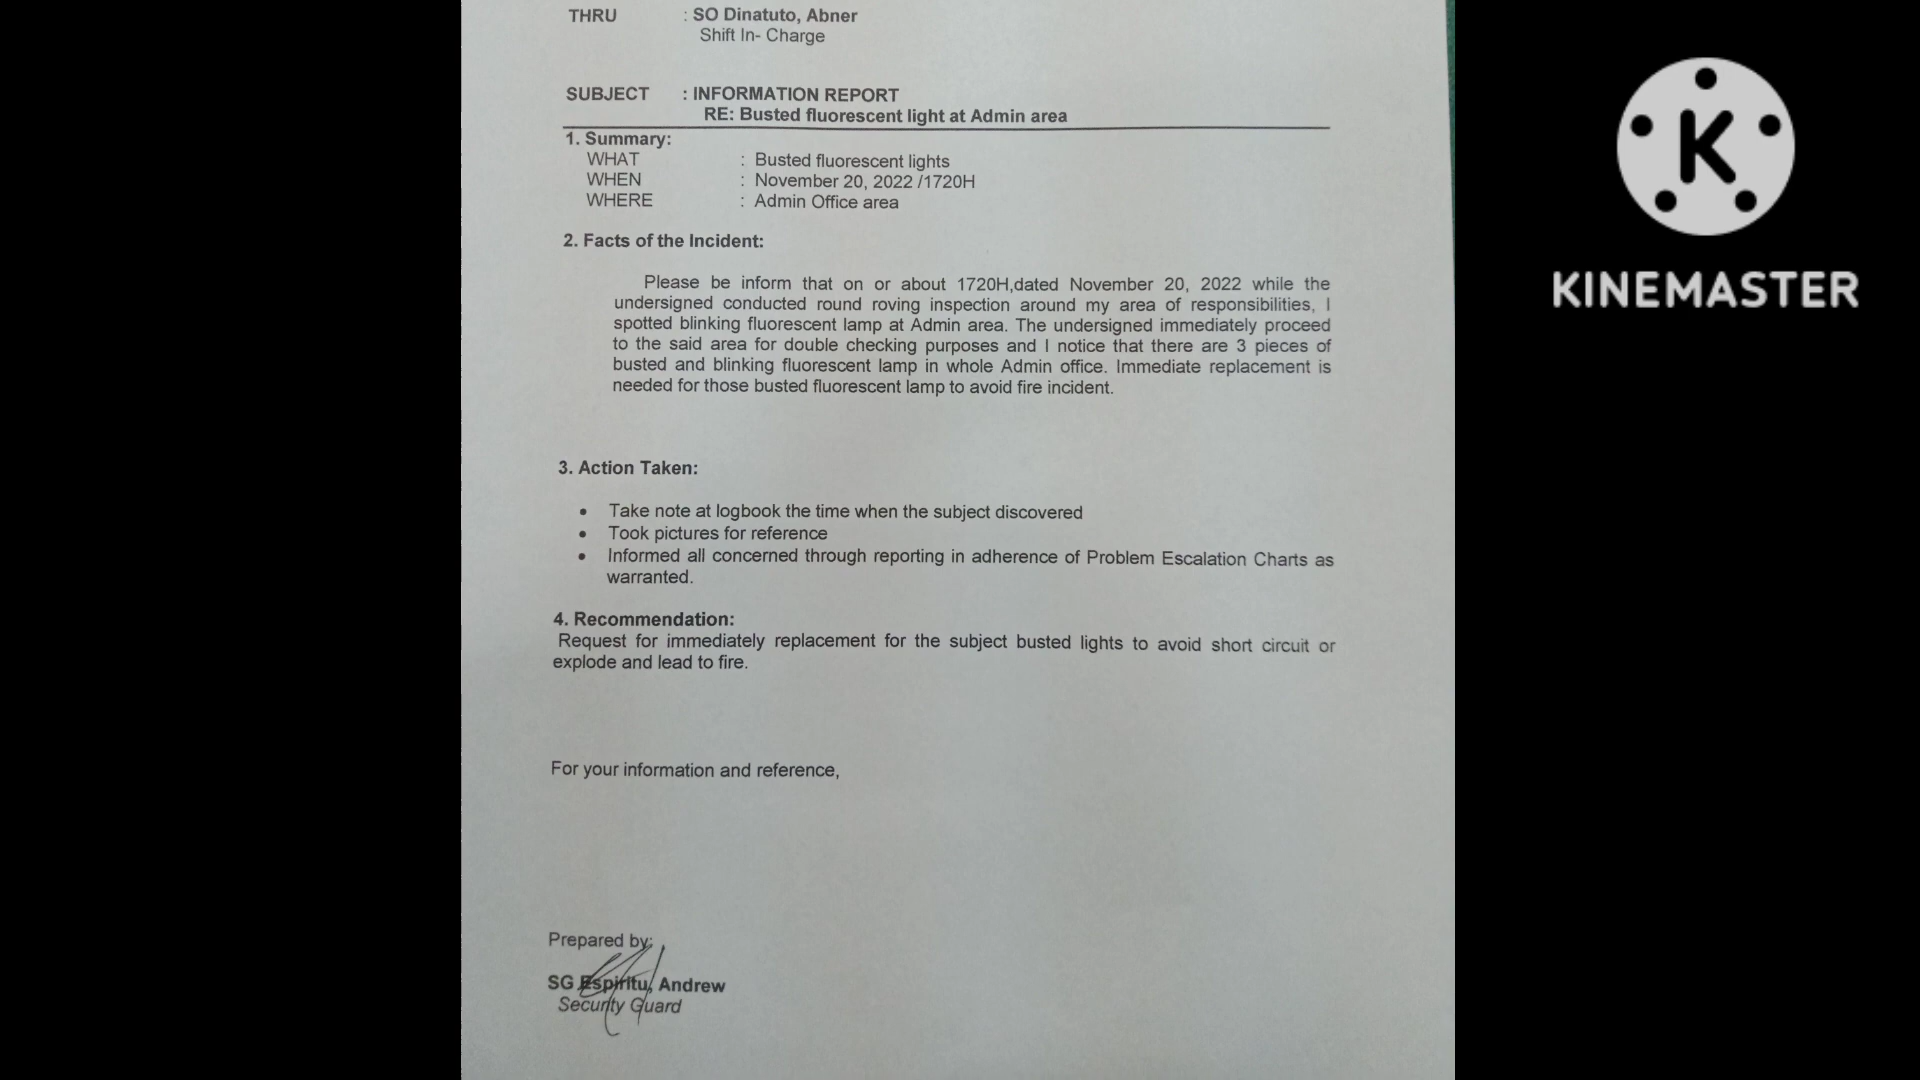 THRU : SO Dinatuto, Abner
Shift In- Charge
SUBJECT : INFORMATION REPORT
RE: Busted fluorescent light at Admin area
1. Summary:
WHAT : Busted fluorescent lights
WHEN : November 20, 2022 /1720H
WHERE : Admin Office area
2. Facts of the Incident:
Please be inform that on or about 1720H,dated November 20, 2022 while the
undersigned conducted round roving inspection around my area of responsibilities, I
spotted blinking fluorescent lamp at Admin area. The undersigned immediately proceed
to the said area for double checking purposes and I notice that there are 3 pieces of
busted and blinking fluorescent lamp in whole Admin office. Immediate replacement is
needed for those busted fluorescent lamp to avoid fire incident.
3. Action Taken:
• Take note at logbook the time when the subject discovered
• Took pictures for reference
• Informed all concerned through reporting in adherence of Problem Escalation Charts as
warranted.
4. Recommendation:
Request for immediately replacement for the subject busted lights to avoid short circuit or
explode and lead to fire.
For your information and reference,
Prepared by:
SG Espiritu, Andrew
Security Guard
K
KINEMASTER